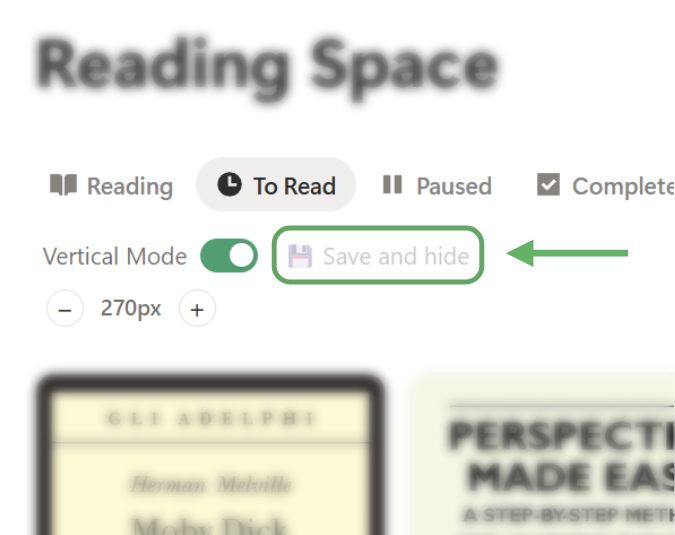 Reading Space
Reading To Read Paused Complete
Vertical Mode Save and hide
− 270px +
GLI ADELPHI
Herman Melville
Moby Dick
PERSPECTI
MADE EAS
A STEP-BY-STEP METH